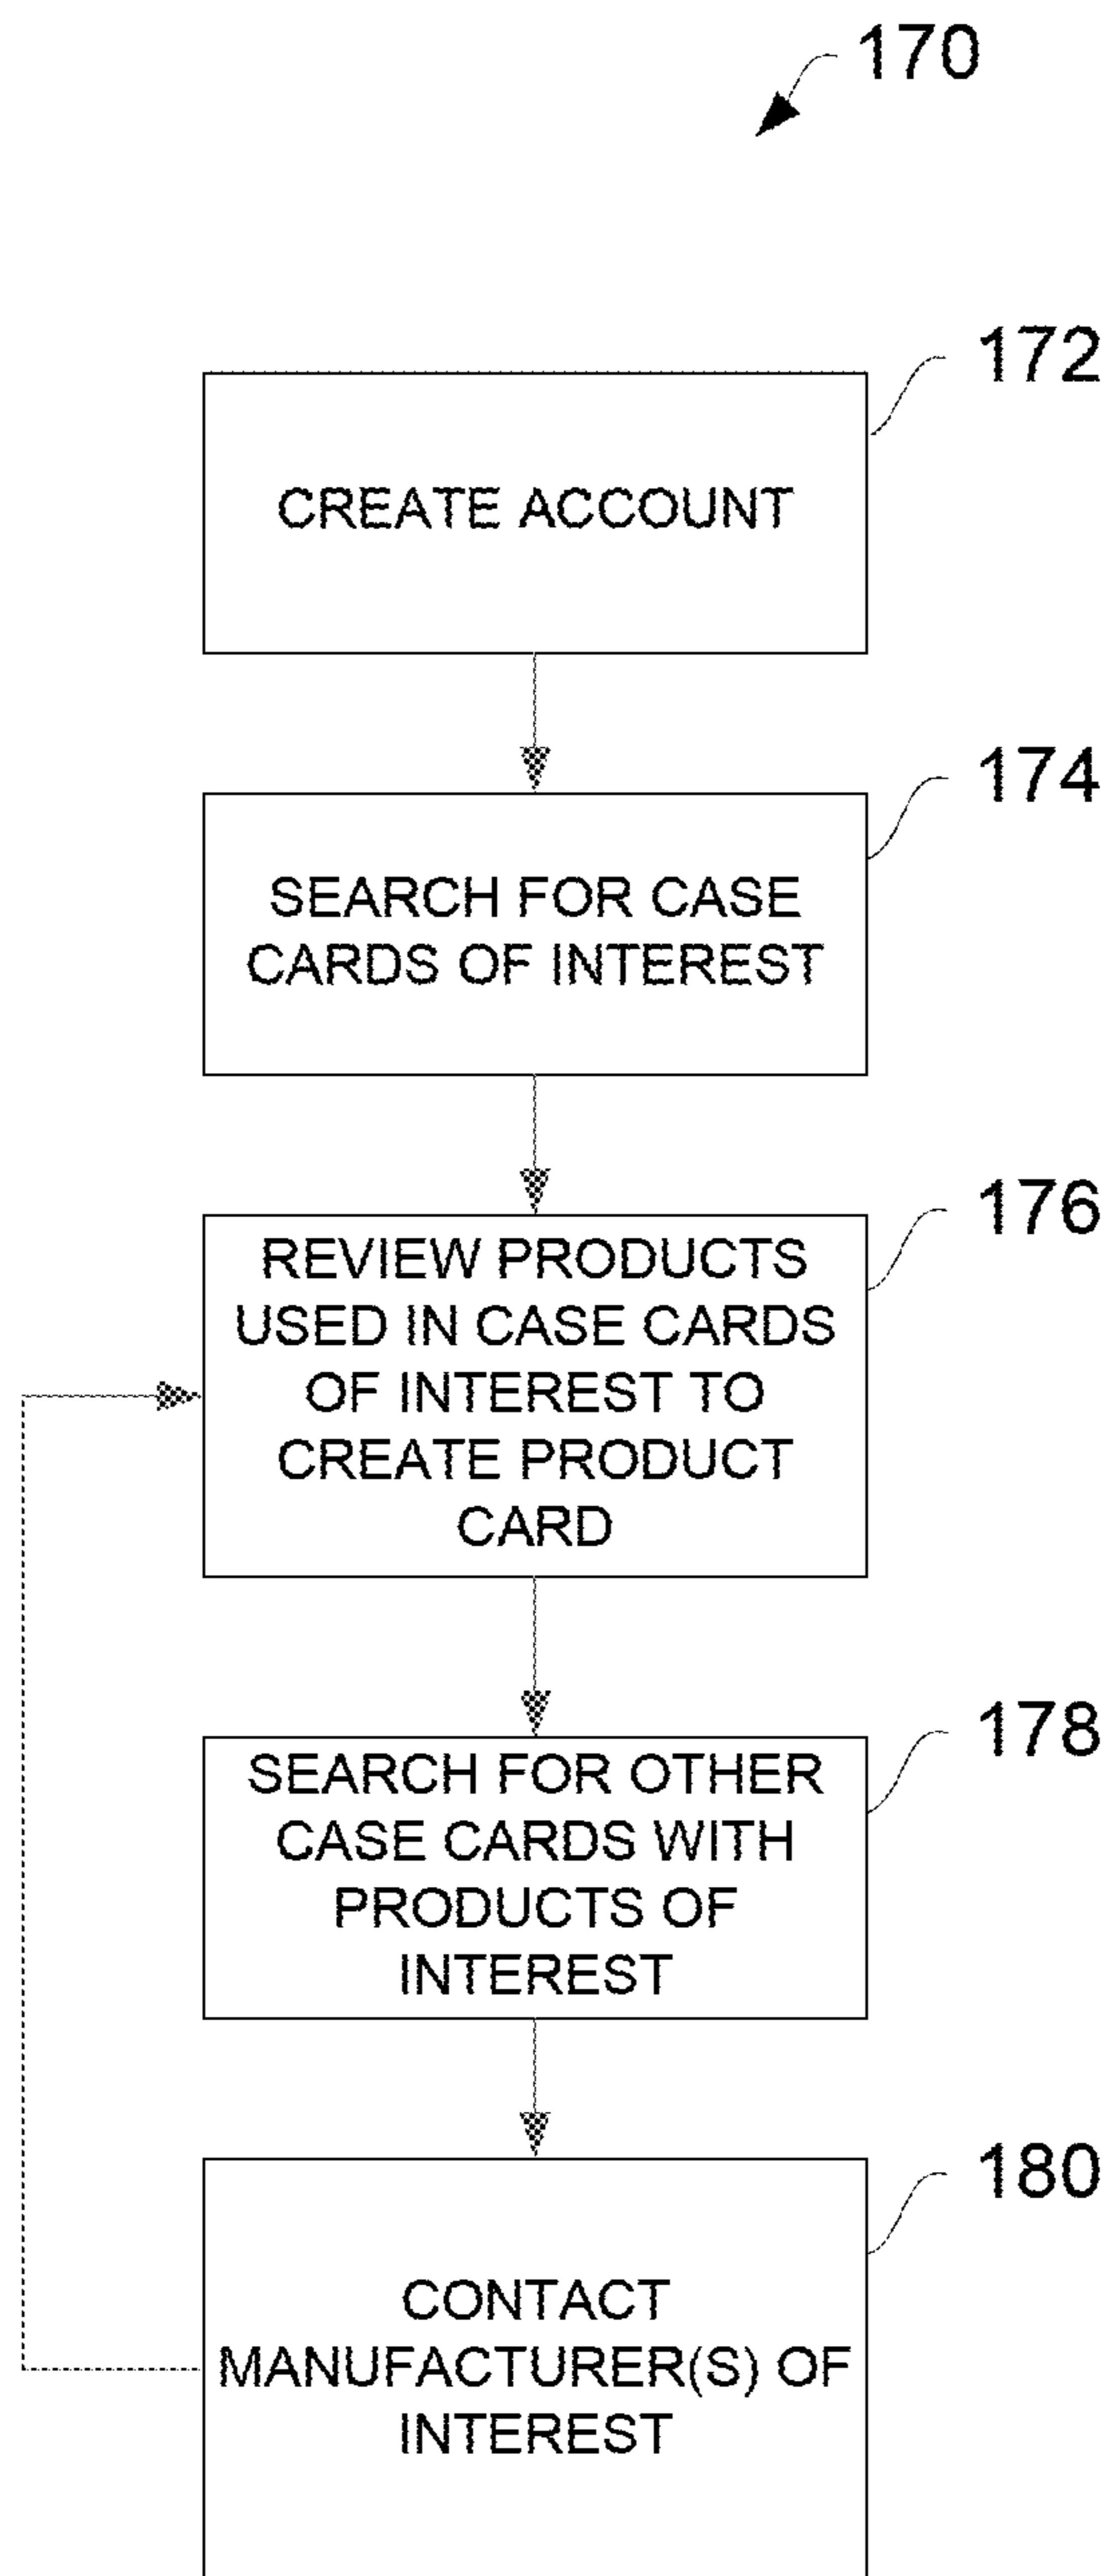 170
172
CREATE ACCOUNT
174
SEARCH FOR CASE
CARDS OF INTEREST
176
REVIEW PRODUCTS
USED IN CASE CARDS
OF INTEREST TO
CREATE PRODUCT
CARD
178
SEARCH FOR OTHER
CASE CARDS WITH
PRODUCTS OF
INTEREST
180
CONTACT
MANUFACTURER(S) OF
INTEREST